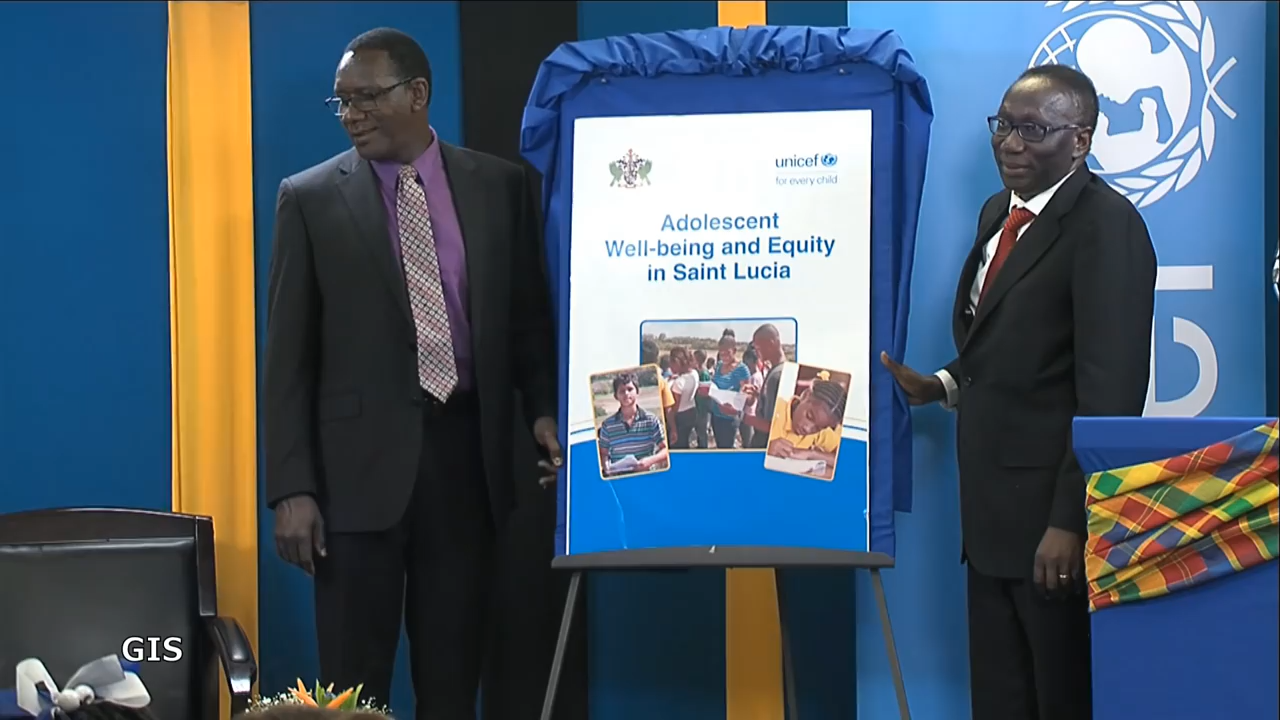 unicef
for every child
Adolescent
Well-being and Equity
in Saint Lucia
GIS